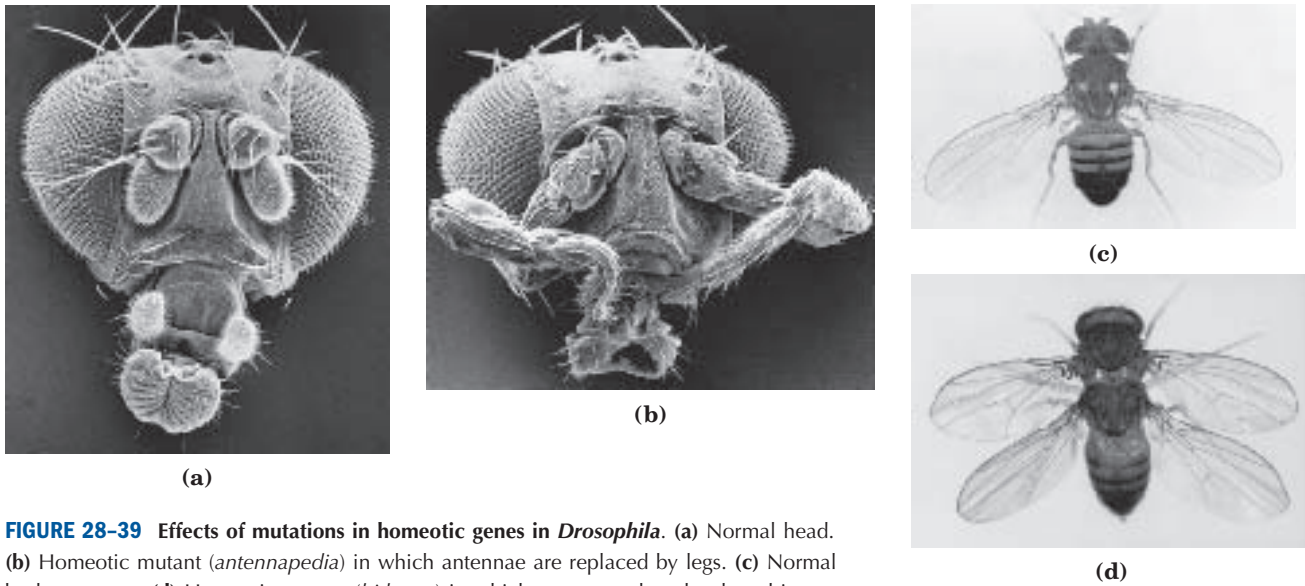 (a)
(b)
(c)
(d)
FIGURE 28–39 Effects of mutations in homeotic genes in Drosophila. (a) Normal head.
(b) Homeotic mutant (antennapedia) in which antennae are replaced by legs. (c) Normal